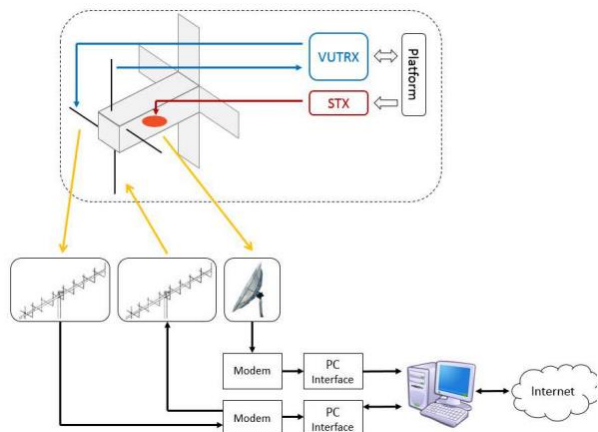 VUTRX
Platform
STX
Modem
PC
Interface
Modem
PC
Interface
Internet